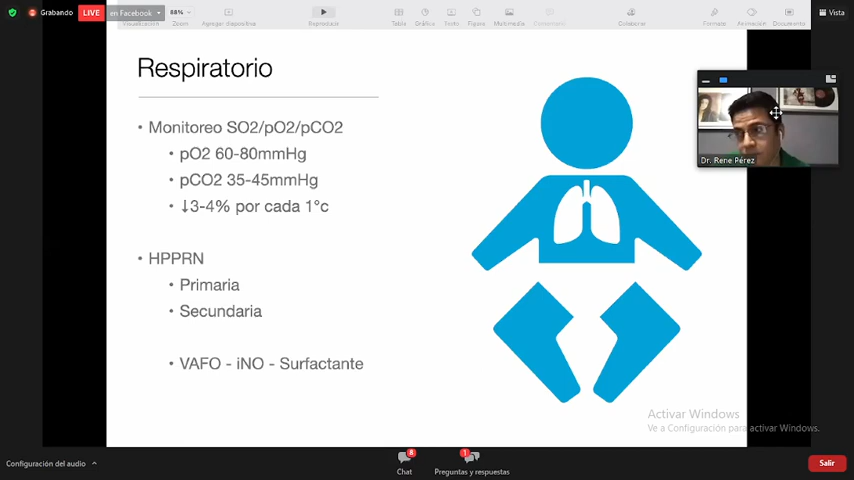 Grabando
LIVE
en Facebook
Vista
68%
Visualización
Zoom
Agregar diapositiva
Reproducir
Tabla
Gráfica
Texto
Figura
Multimedia
Comentario
Colaborar
Formato
Animación
Documento
Respiratorio
• Monitoreo SO2/pO2/pCO2
• pO2 60-80mmHg
• pCO2 35-45mmHg
• ↓3-4% por cada 1°c
• HPPRN
• Primaria
• Secundaria
• VAFO - iNO - Surfactante
Dr. Rene Pérez
Activar Windows
Ve a Configuración para activar Windows.
Configuración del audio
8
Chat
1
Preguntas y respuestas
Salir